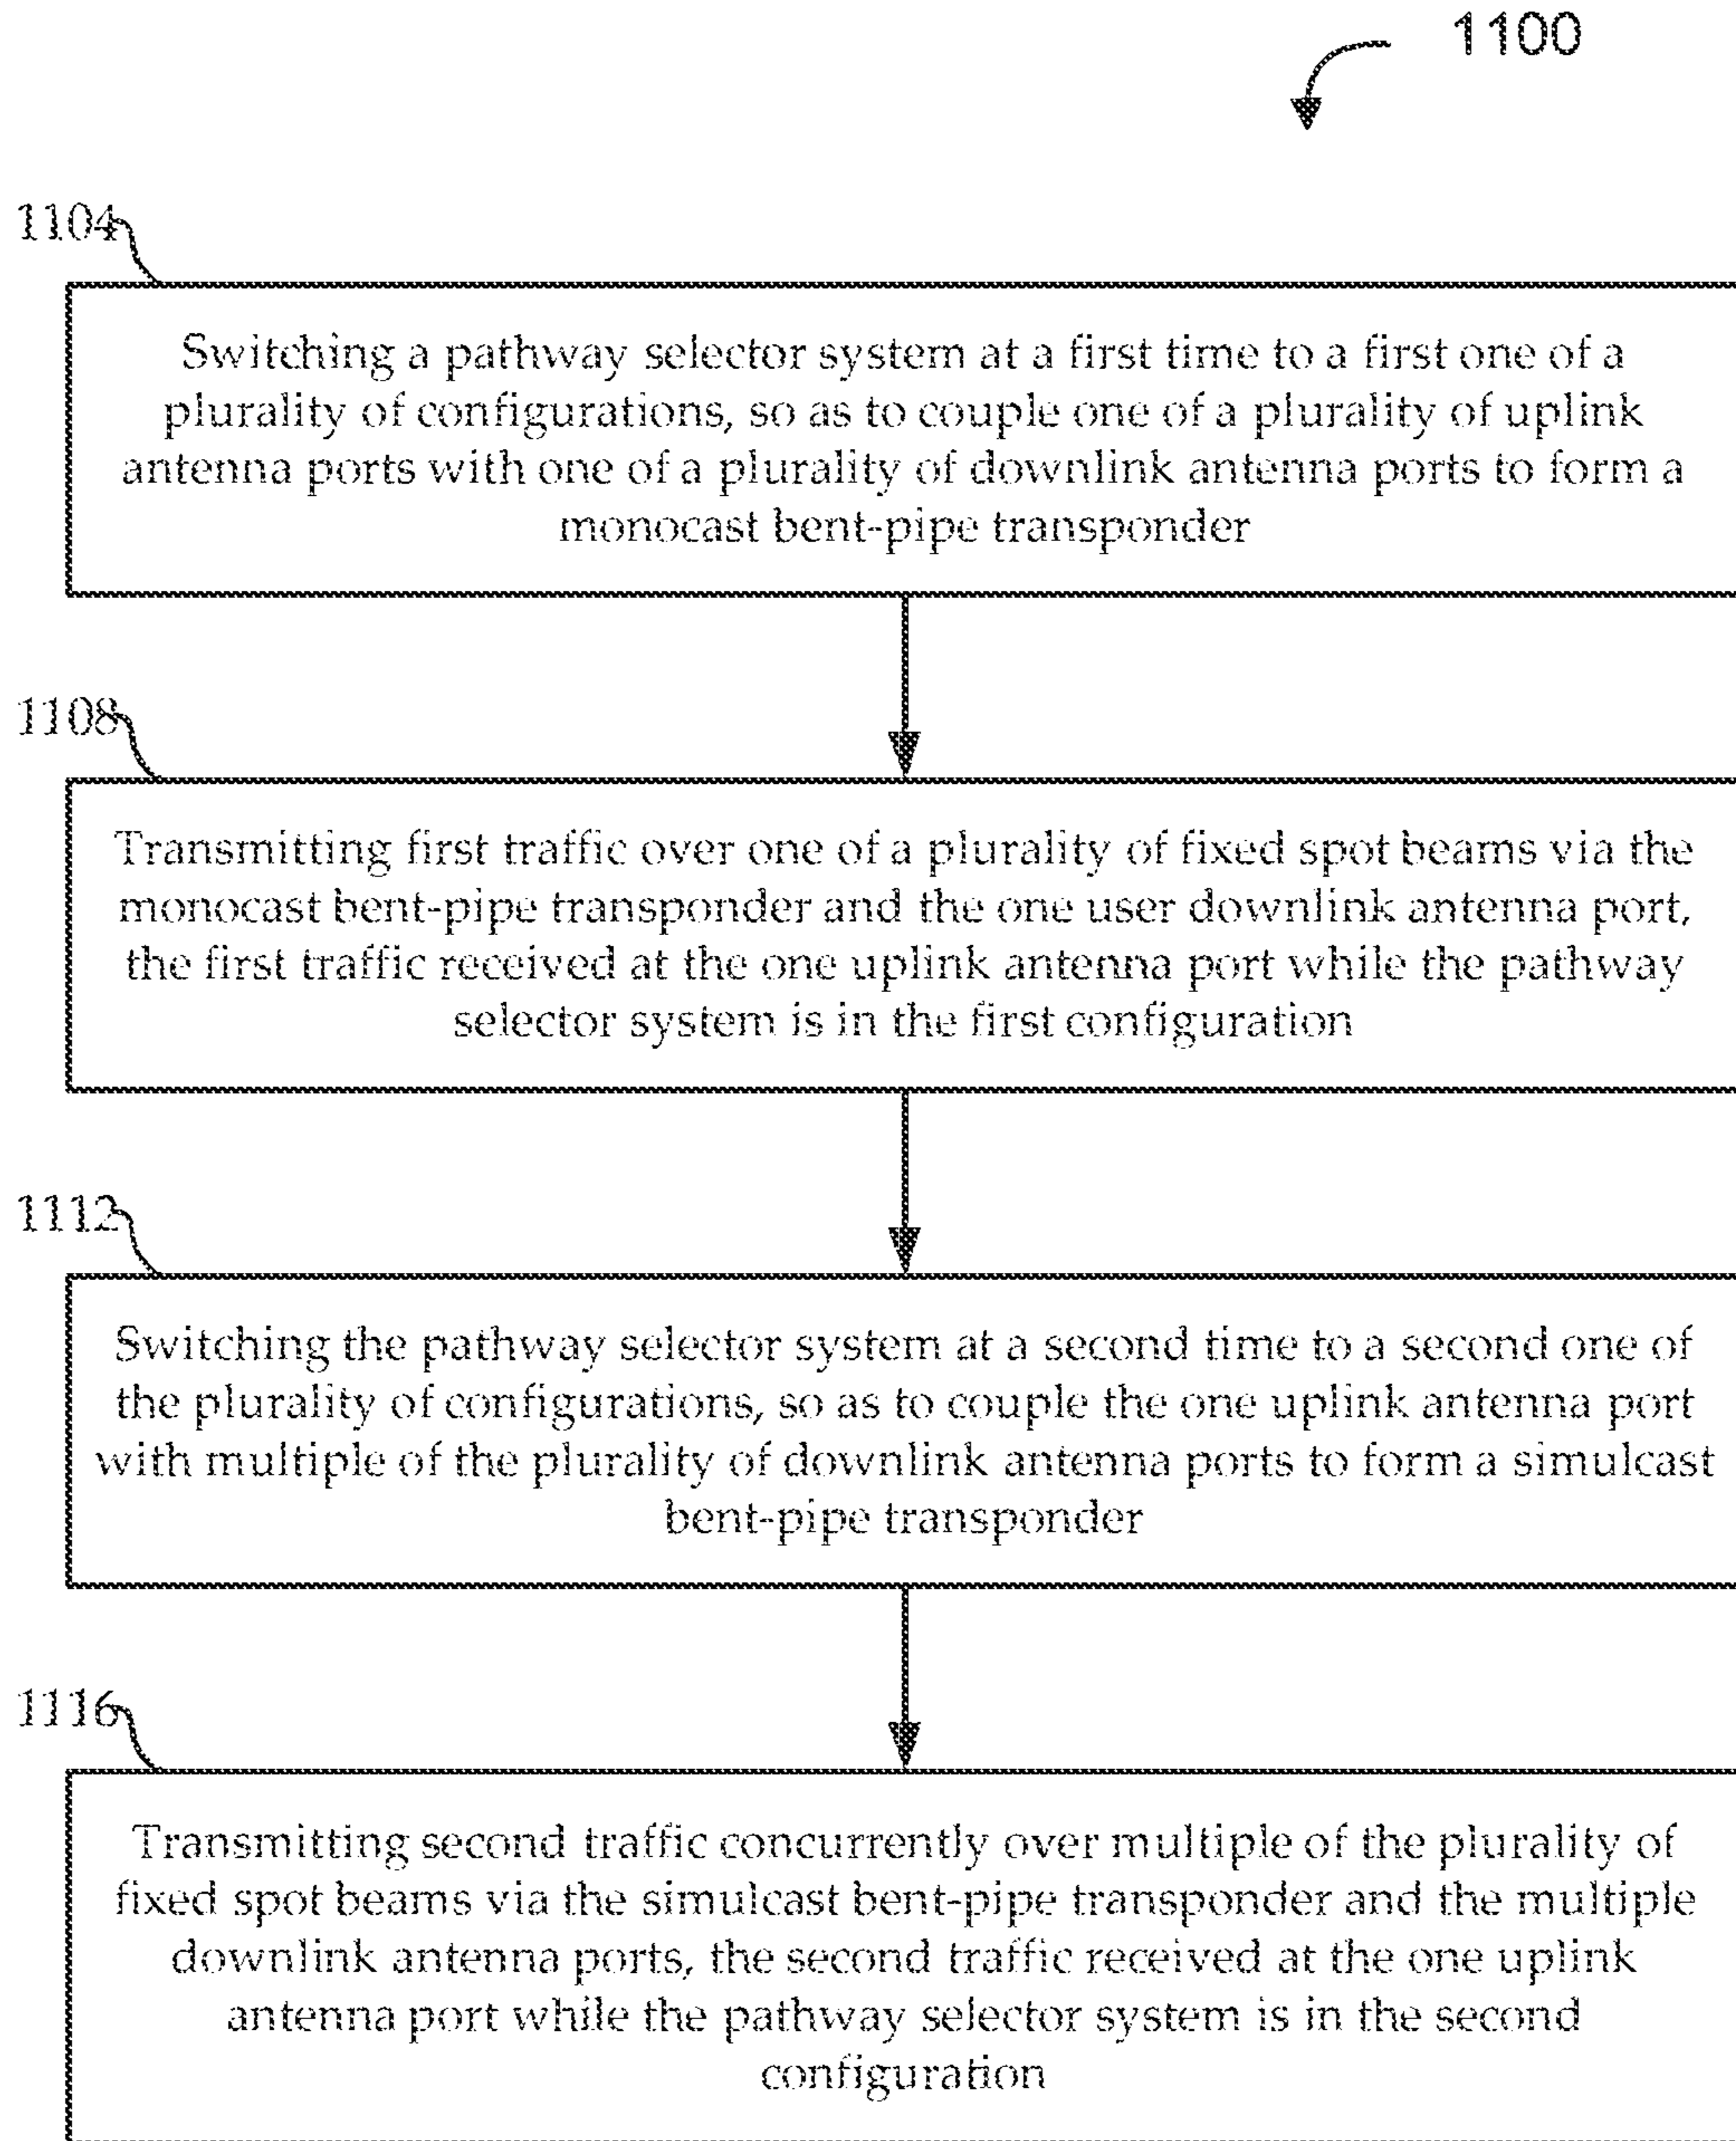 1100
1104
Switching a pathway selector system at a first time to a first one of a
plurality of configurations, so as to couple one of a plurality of uplink
antenna ports with one of a plurality of downlink antenna ports to form a
monocast bent-pipe transponder
1108
Transmitting first traffic over one of a plurality of fixed spot beams via the
monocast bent-pipe transponder and the one user downlink antenna port,
the first traffic received at the one uplink antenna port while the pathway
selector system is in the first configuration
1112
Switching the pathway selector system at a second time to a second one of
the plurality of configurations, so as to couple the one uplink antenna port
with multiple of the plurality of downlink antenna ports to form a simulcast
bent-pipe transponder
1116
Transmitting second traffic concurrently over multiple of the plurality of
fixed spot beams via the simulcast bent-pipe transponder and the multiple
downlink antenna ports, the second traffic received at the one uplink
antenna port while the pathway selector system is in the second
configuration